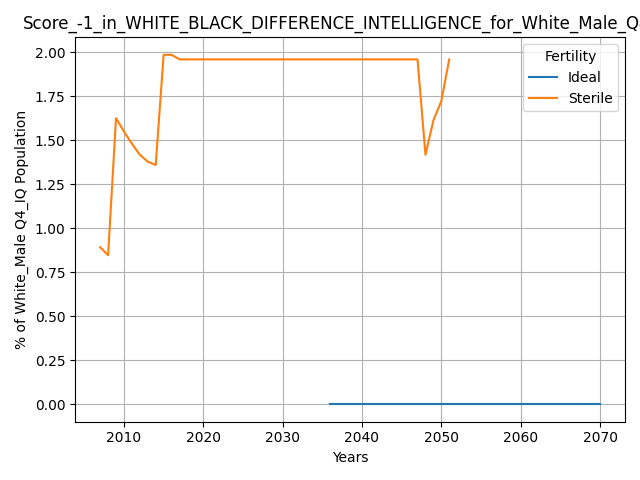 Score_-1_in_WHITE_BLACK_DIFFERENCE_INTELLIGENCE_for_White_Male_Q
Fertility
Ideal
Sterile
% of White_Male Q4_IQ Population
2.00
1.75
1.50
1.25
1.00
0.75
0.50
0.25
0.00
2010 2020 2030 2040 2050 2060 2070
Years